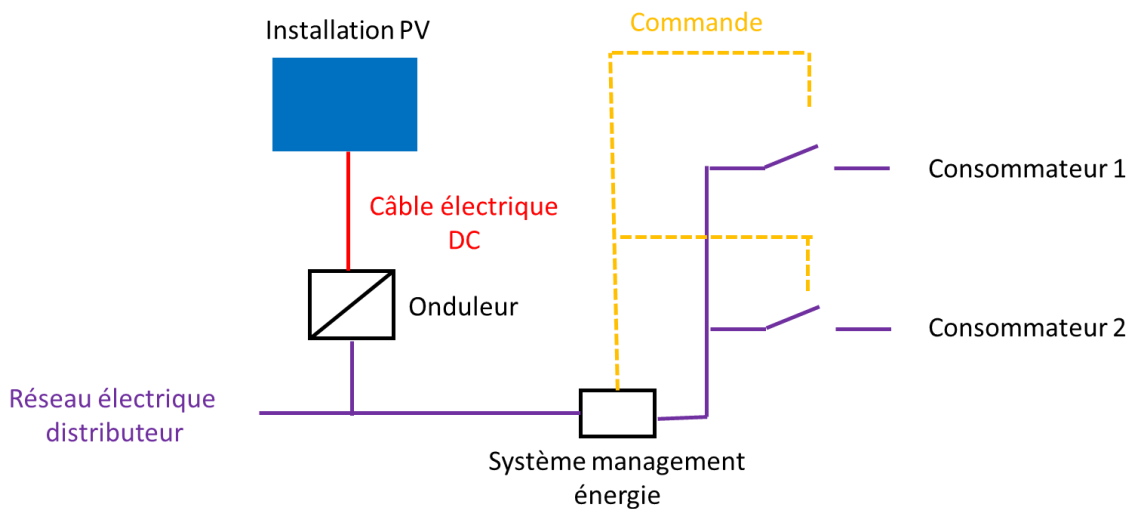 Installation PV
Commande
Câble électrique
DC
Consommateur 1
Onduleur
Consommateur 2
Réseau électrique
distributeur
Système management
énergie